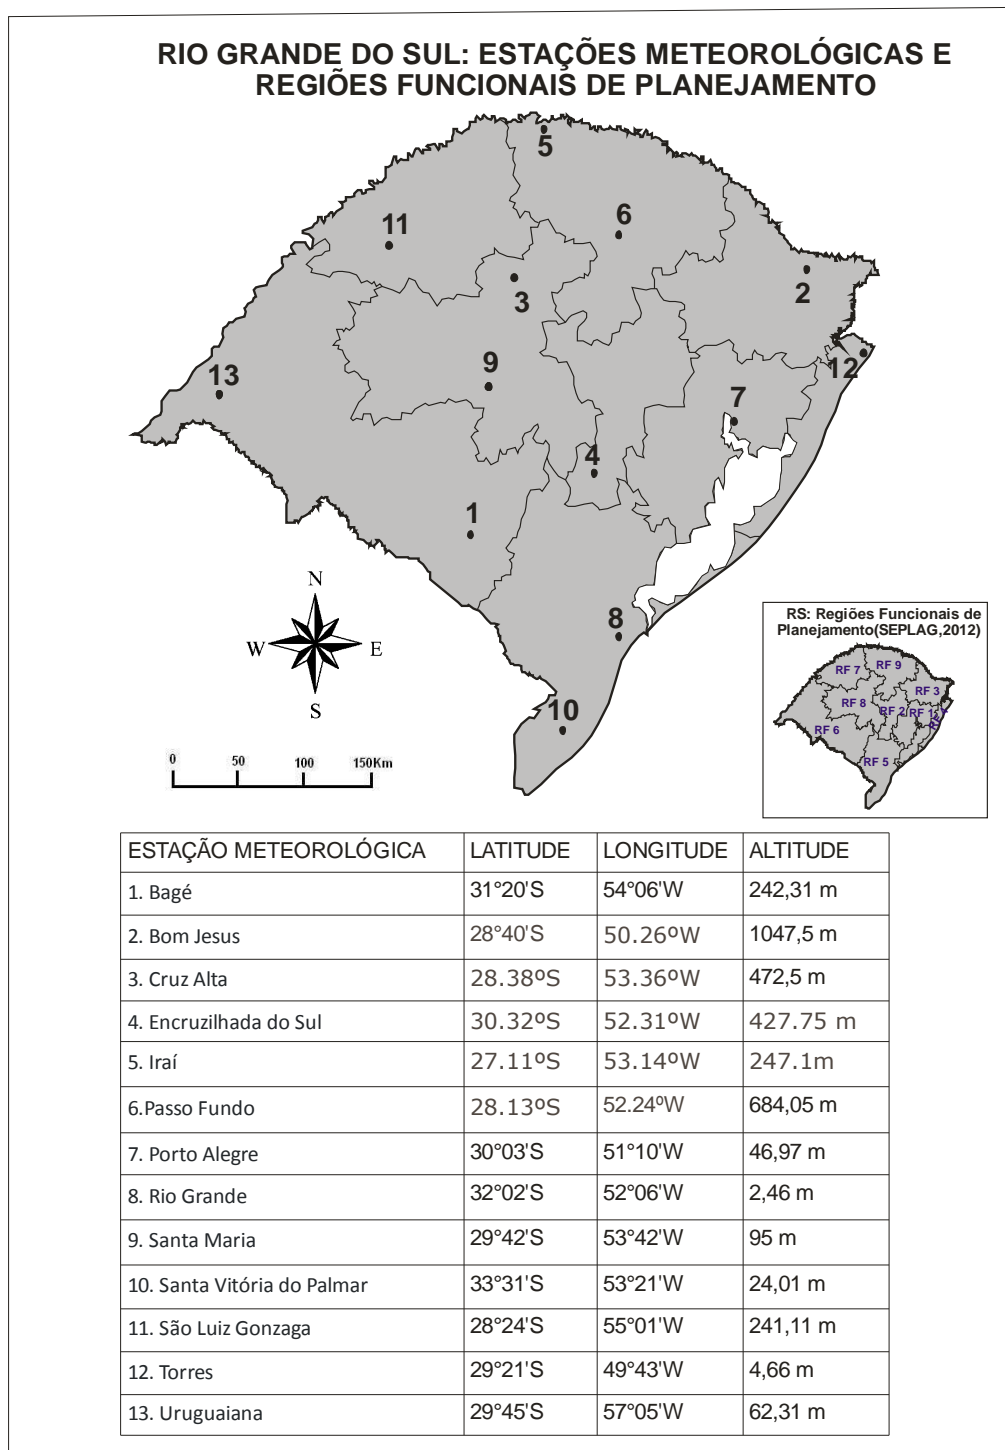 RIO GRANDE DO SUL: ESTAÇÕES METEOROLÓGICAS E
REGIÕES FUNCIONAIS DE PLANEJAMENTO
5
11
6
3
2
9
12
13
7
4
1
8
10
N
W
E
S
0 50 100 150Km
RS: Regiões Funcionais de
Planejamento(SEPLAG,2012)
RF 7
RF 9
RF 3
RF 8
RF 2
RF 1
RF 6
RF 5
ESTAÇÃO METEOROLÓGICA LATITUDE LONGITUDE ALTITUDE
1. Bagé 31°20'S 54°06'W 242,31 m
2. Bom Jesus 28°40'S 50.26ºW 1047,5 m
3. Cruz Alta 28.38ºS 53.36ºW 472,5 m
4. Encruzilhada do Sul 30.32ºS 52.31ºW 427.75 m
5. Iraí 27.11ºS 53.14ºW 247.1m
6.Passo Fundo 28.13ºS 52.24ºW 684,05 m
7. Porto Alegre 30°03'S 51°10'W 46,97 m
8. Rio Grande 32°02'S 52°06'W 2,46 m
9. Santa Maria 29°42'S 53°42'W 95 m
10. Santa Vitória do Palmar 33°31'S 53°21'W 24,01 m
11. São Luiz Gonzaga 28°24'S 55°01'W 241,11 m
12. Torres 29°21'S 49°43'W 4,66 m
13. Uruguaiana 29°45'S 57°05'W 62,31 m